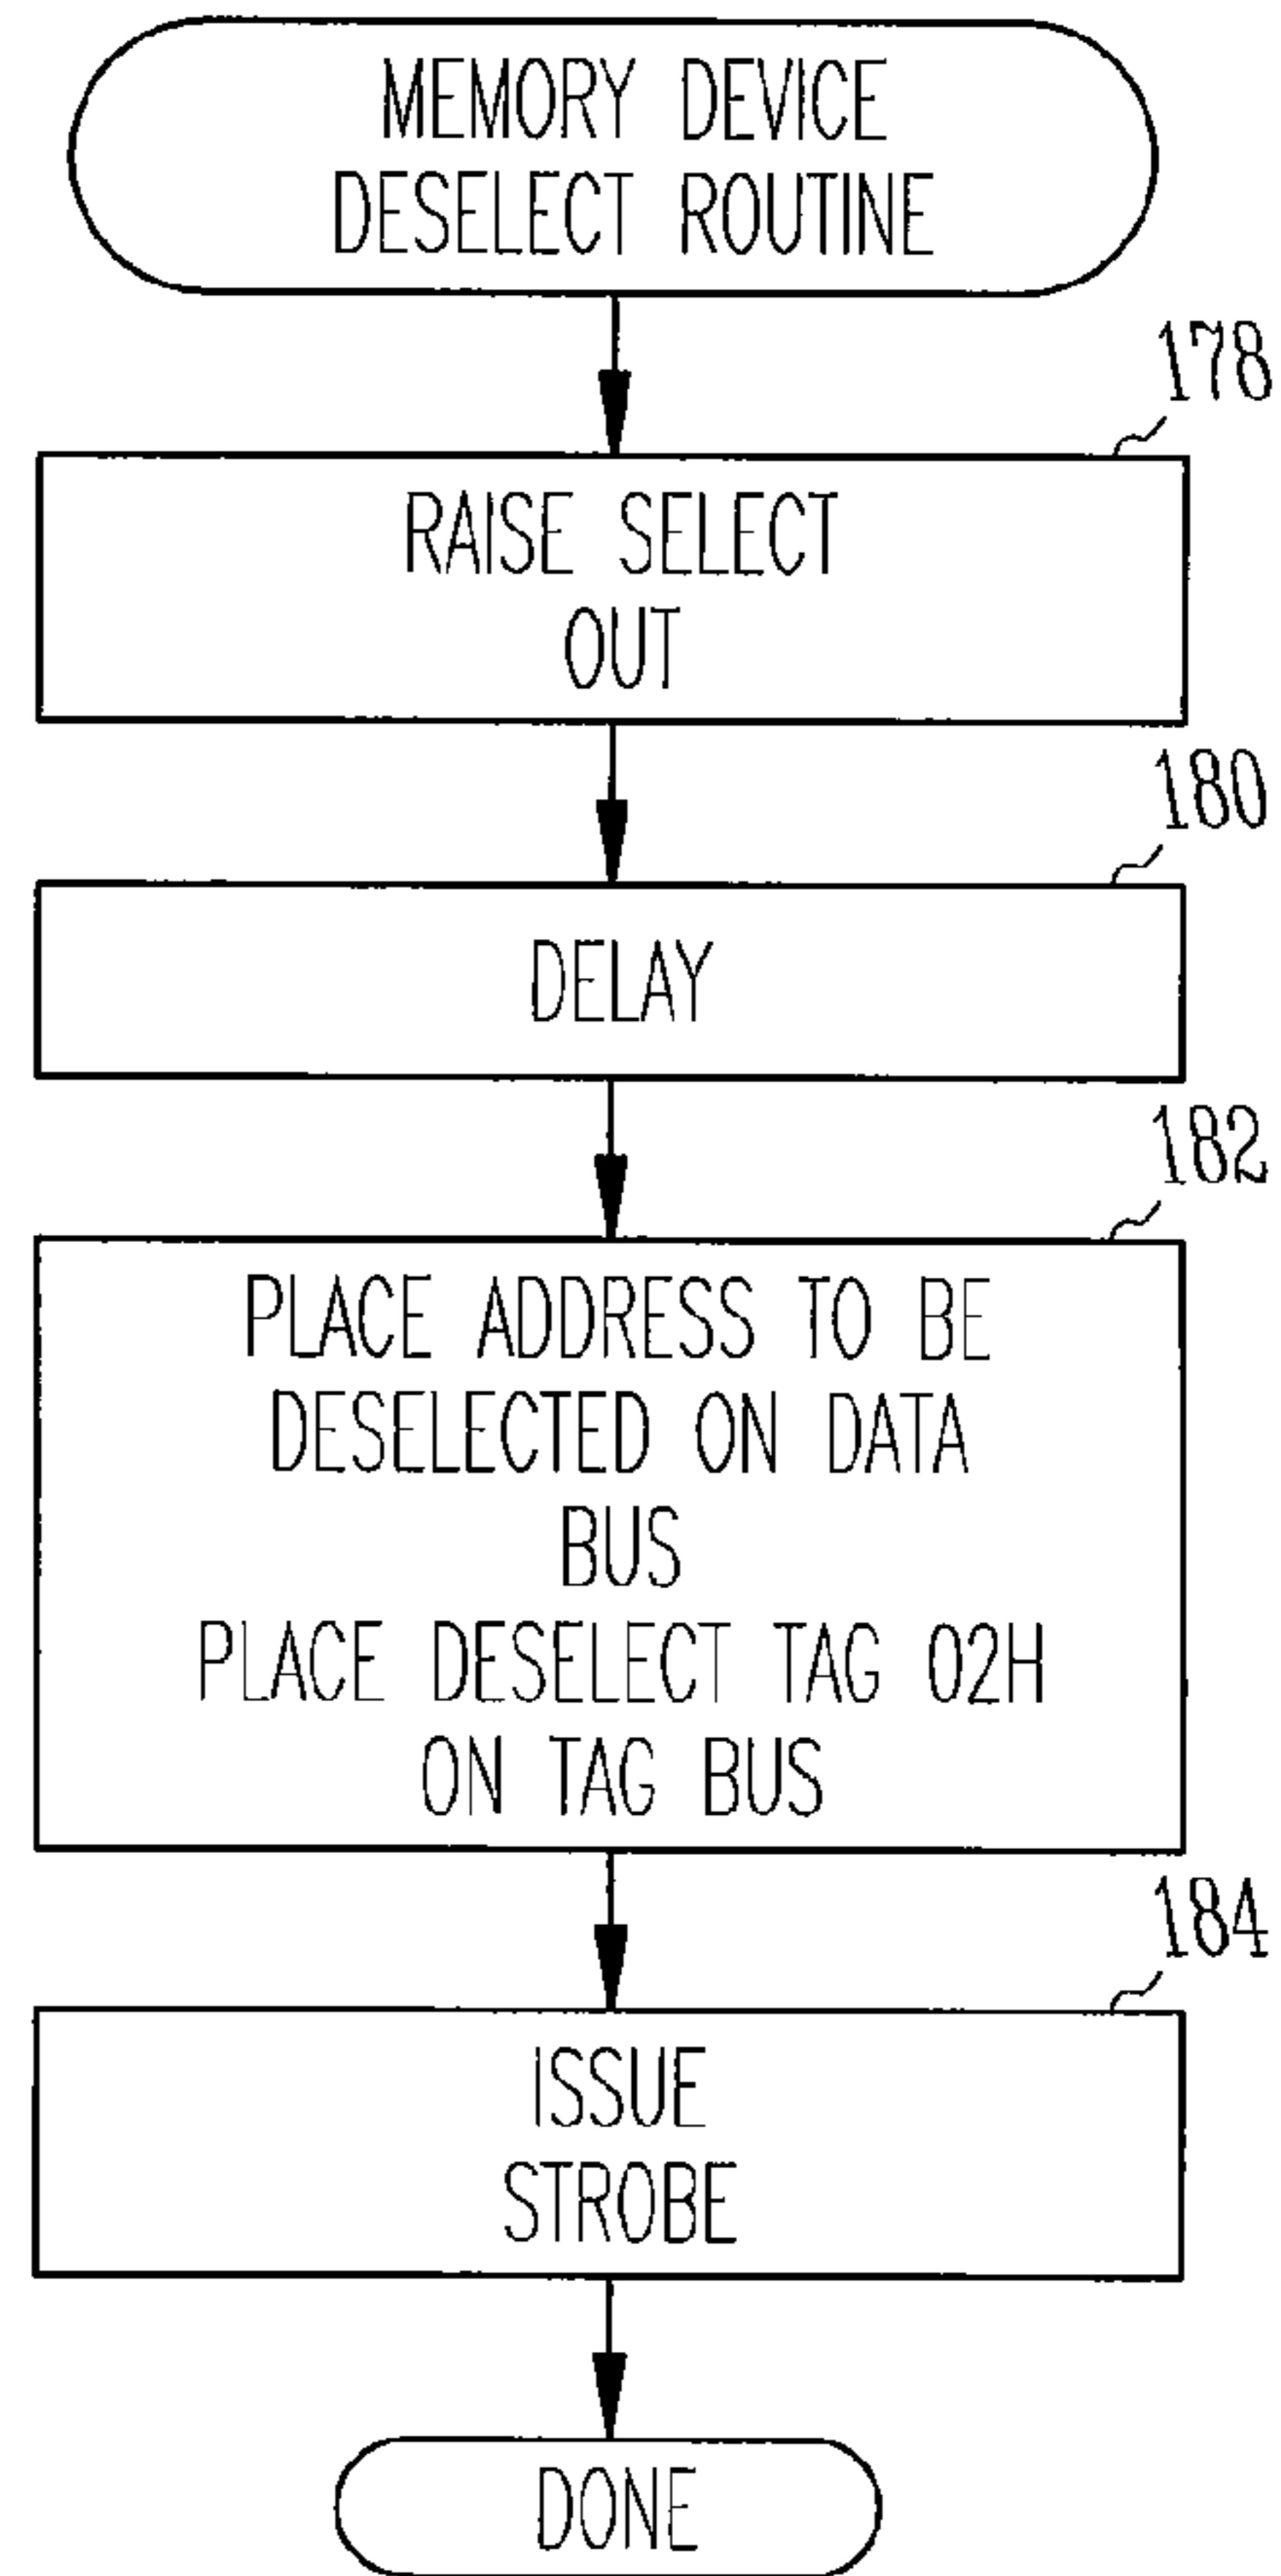 MEMORY DEVICE
DESELECT ROUTINE
178
RAISE SELECT
OUT
180
DELAY
182
PLACE ADDRESS TO BE
DESELECTED ON DATA
BUS
PLACE DESELECT TAG 02H
ON TAG BUS
184
ISSUE
STROBE
DONE